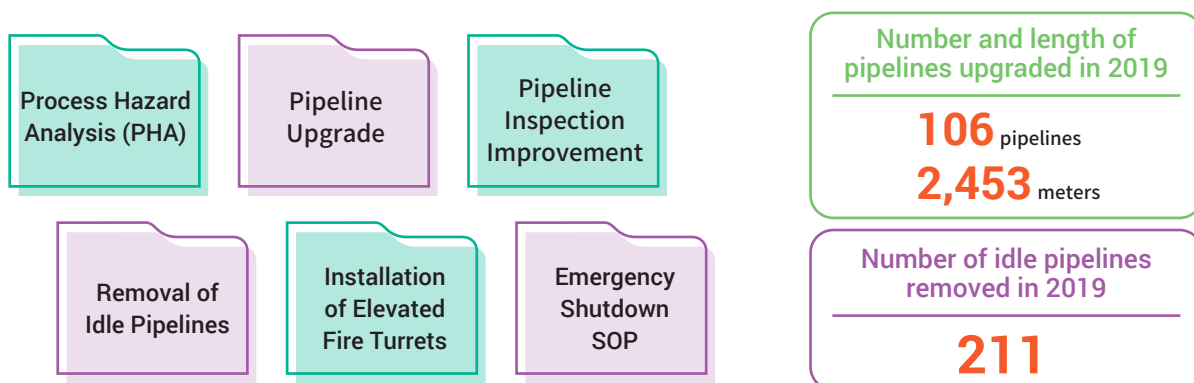 Process Hazard
Analysis (PHA)
Pipeline
Upgrade
Pipeline
Inspection
Improvement
Removal of
Idle Pipelines
Installation
of Elevated
Fire Turrets
Emergency
Shutdown
SOP
Number and length of
pipelines upgraded in 2019
106 pipelines
2,453 meters
Number of idle pipelines
removed in 2019
211